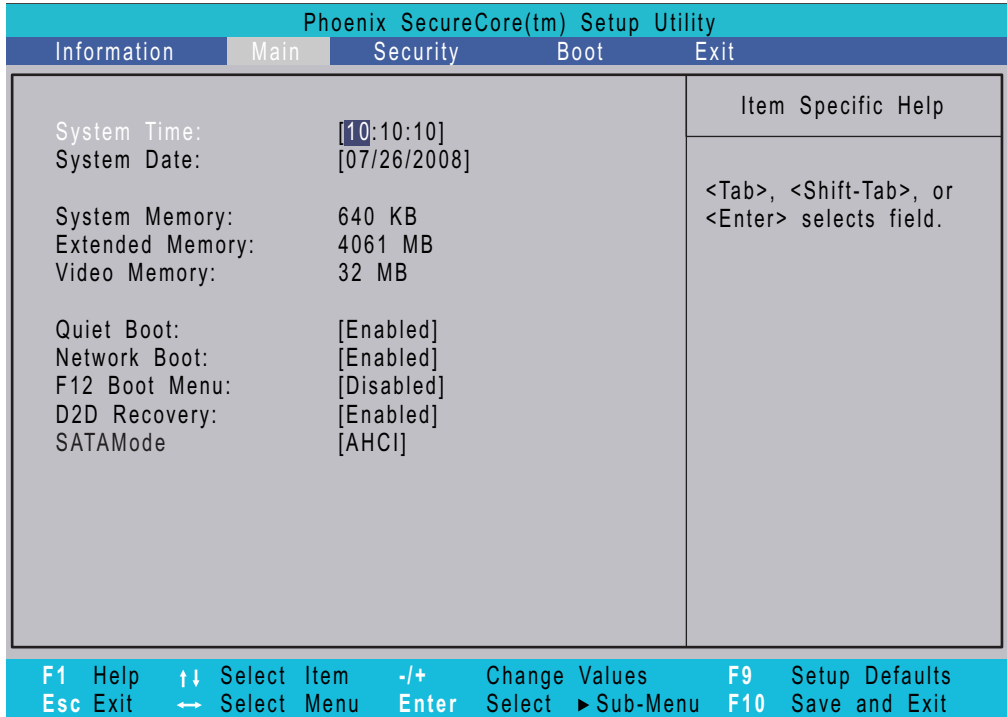 Phoenix SecureCore(tm) Setup Utility
Information Main Security Boot Exit
System Time: [10:10:10]
System Date: [07/26/2008]
System Memory: 640 KB
Extended Memory: 4061 MB
Video Memory: 32 MB
Quiet Boot: [Enabled]
Network Boot: [Enabled]
F12 Boot Menu: [Disabled]
D2D Recovery: [Enabled]
SATAMode [AHCI]
Item Specific Help
<Tab>, <Shift-Tab>, or
<Enter> selects field.
F1 Help ↑↓ Select Item -/+ Change Values F9 Setup Defaults
Esc Exit ↔ Select Menu Enter Select ▶Sub-Menu F10 Save and Exit